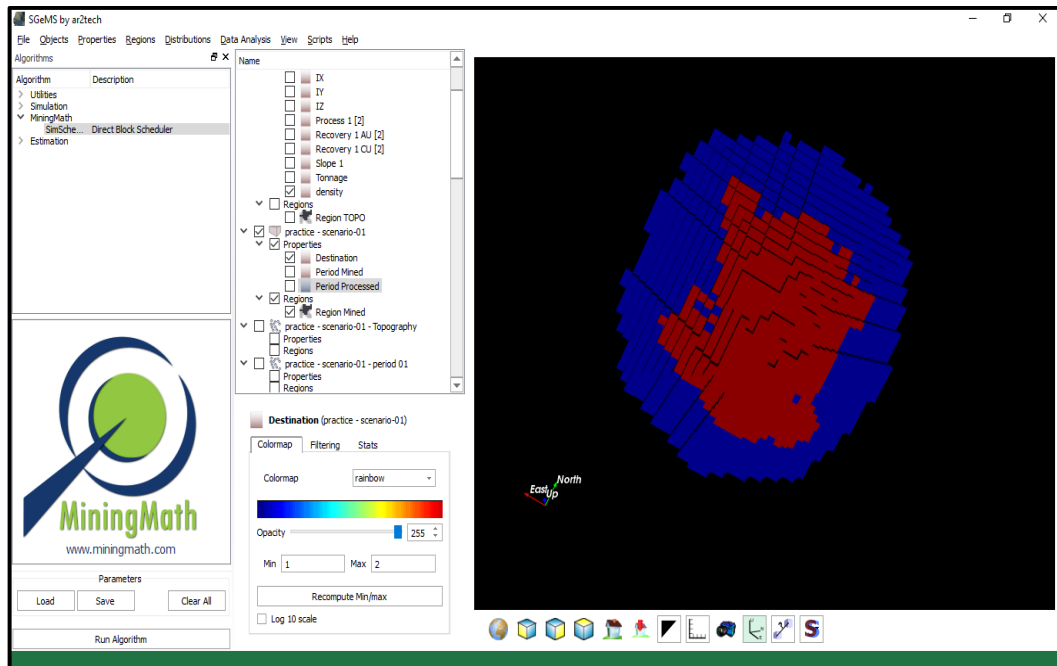 SGeMS by ar2tech
File Objects Properties Regions Distributions Data Analysis View Scripts Help
Algorithms
Algorithm Description
Utilities
Simulation
MiningMath
SimSche... Direct Block Scheduler
Estimation
MiningMath
www.miningmath.com
Parameters
Load Save Clear All
Run Algorithm
Name
IX
IY
IZ
Process 1 [2]
Recovery 1 AU [2]
Recovery 1 CU [2]
Slope 1
Tonnage
density
Regions
Region TOPO
practice - scenario-01
Properties
Destination
Period Mined
Period Processed
Regions
Region Mined
practice - scenario-01 - Topography
Properties
Regions
practice - scenario-01 - period 01
Properties
Regions
Destination (practice - scenario-01)
Colormap Filtering Stats
Colormap rainbow
Opacity 255
Min 1 Max 2
Recompute Min/max
Log 10 scale
North
East Up
S